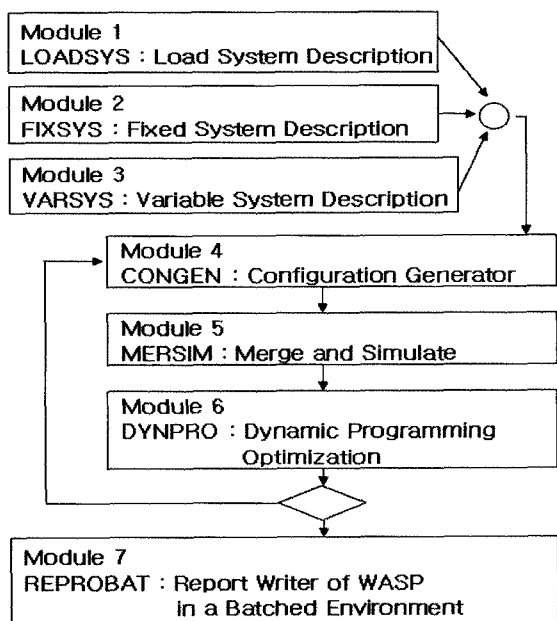 Module 1
LOADSYS : Load System Description
Module 2
FIXSYS : Fixed System Description
Module 3
VARSYS : Variable System Description
Module 4
CONGEN : Configuration Generator
Module 5
MERSIM : Merge and Simulate
Module 6
DYNPRO : Dynamic Programming
Optimization
Module 7
REPROBAT : Report Writer of WASP
in a Batched Environment